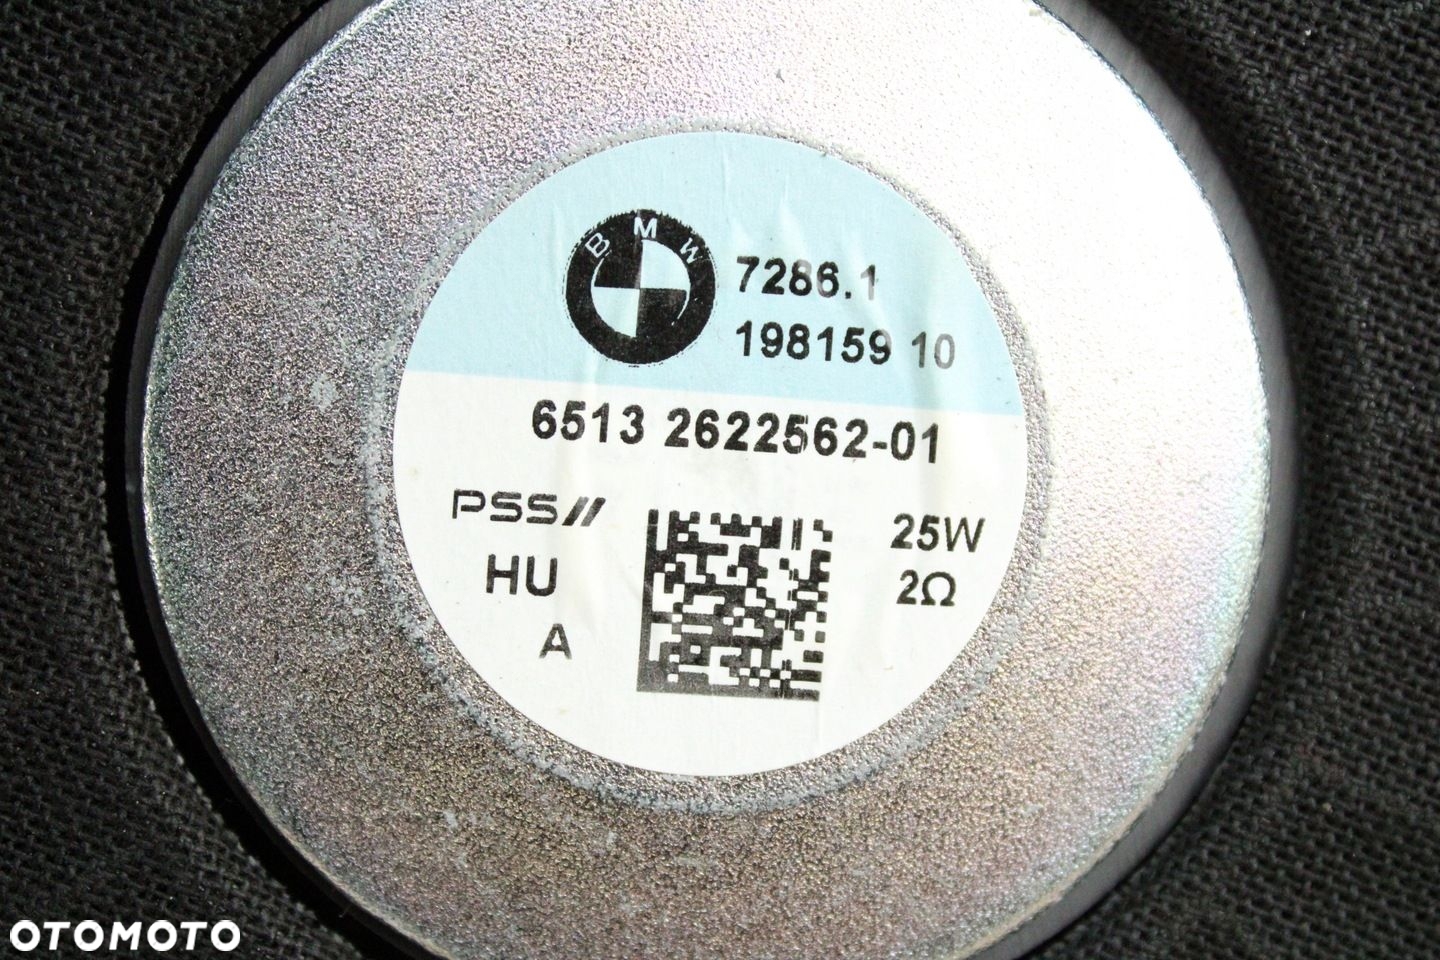 BMW
7286.1
198159 10
6513 2622562-01
PSS//
25W
HU
2Ω
A
OTOMOTO